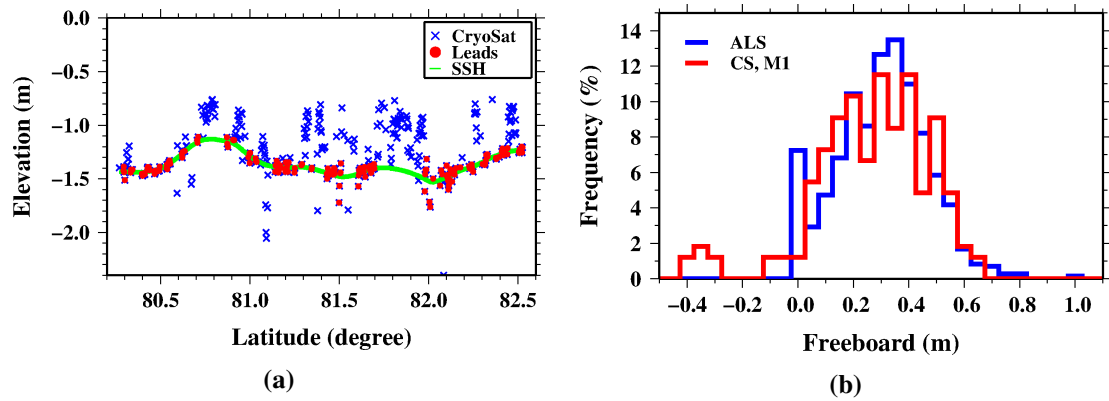 0.0
−0.5
−1.0
−1.5
−2.0
Elevation (m)
CryoSat
Leads
SSH
80.5 81.0 81.5 82.0 82.5
Latitude (degree)
(a)
14
12
10
8
6
4
2
0
Frequency (%)
ALS
CS, M1
−0.4 −0.2 0.0 0.2 0.4 0.6 0.8 1.0
Freeboard (m)
(b)